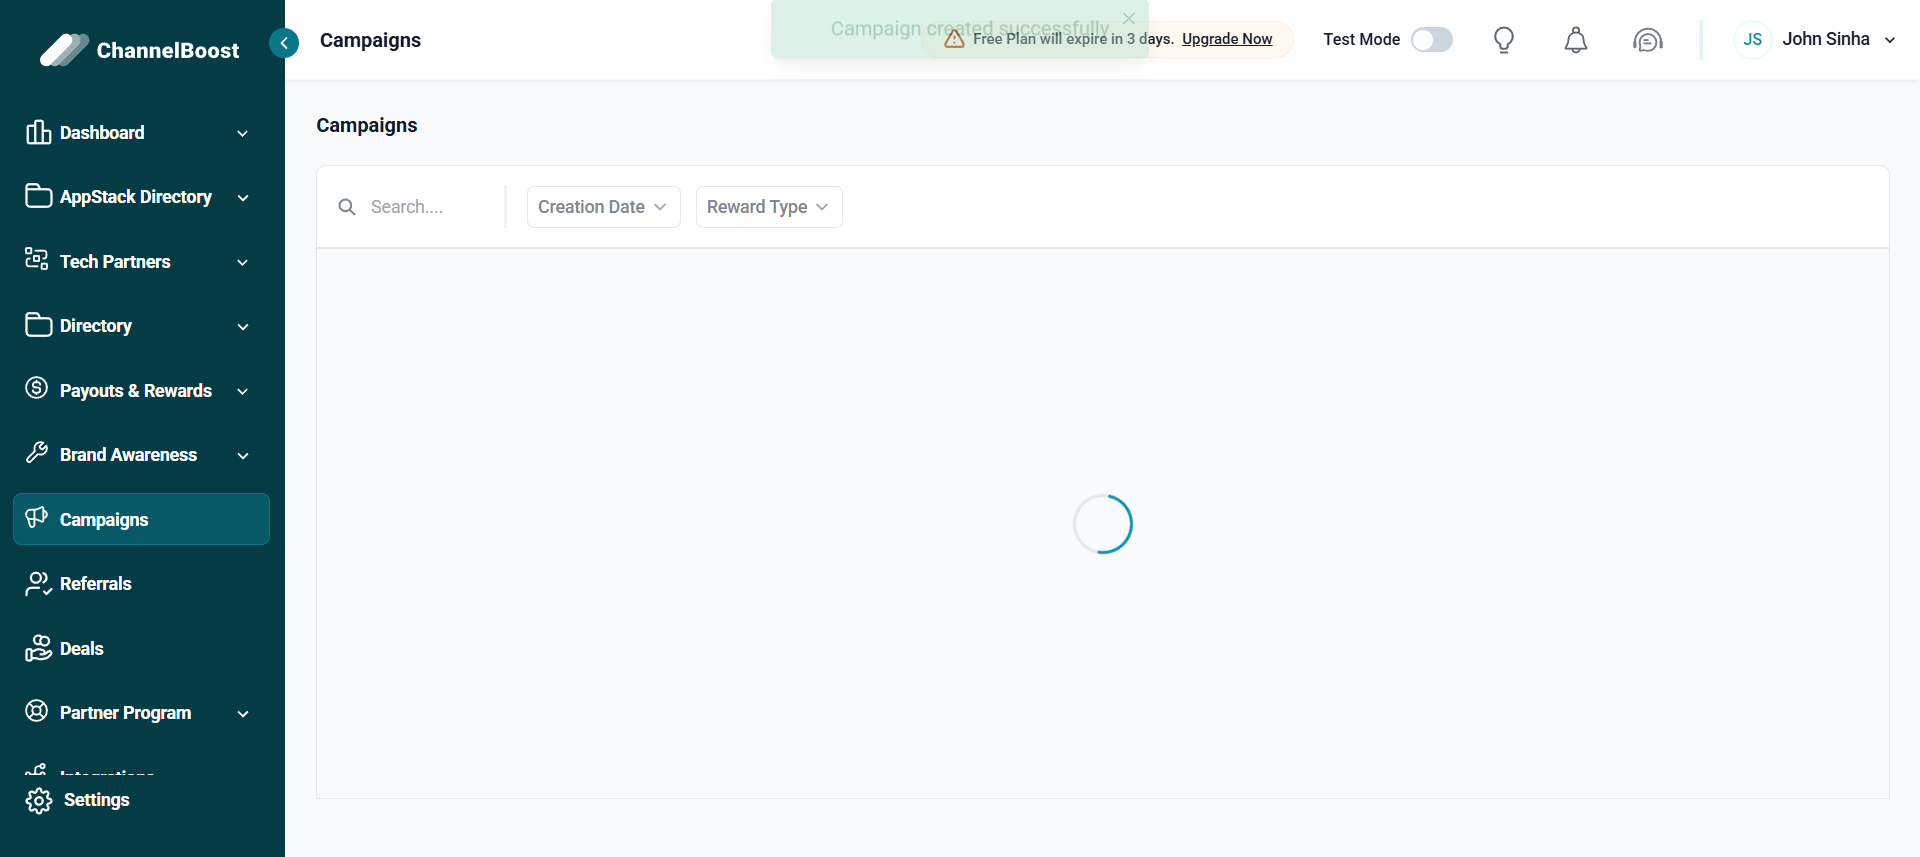 ChannelBoost
Dashboard
AppStack Directory
Tech Partners
Directory
Payouts & Rewards
Brand Awareness
Campaigns
Referrals
Deals
Partner Program
Integrations
Settings
Campaigns
Campaign created successfully
Free Plan will expire in 3 days. Upgrade Now
Test Mode
JS John Sinha
Campaigns
Search.... Creation Date Reward Type